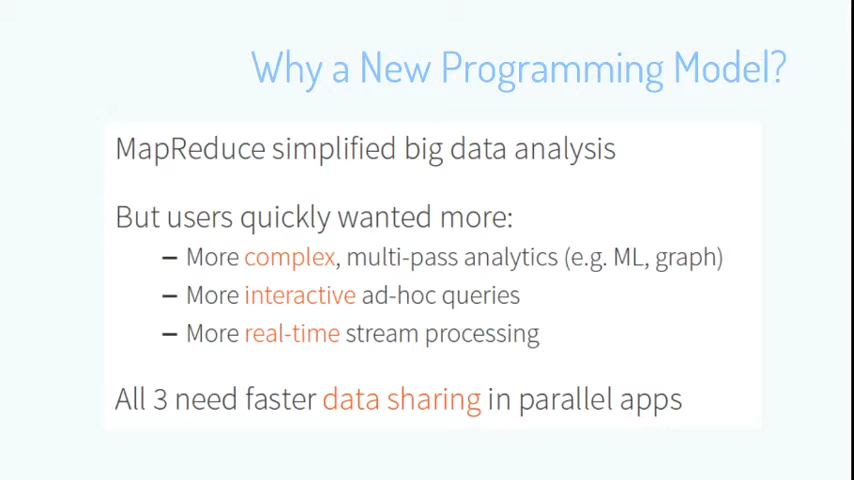 Why a New Programming Model?
MapReduce simplified big data analysis
But users quickly wanted more:
– More complex, multi-pass analytics (e.g. ML, graph)
– More interactive ad-hoc queries
– More real-time stream processing
All 3 need faster data sharing in parallel apps